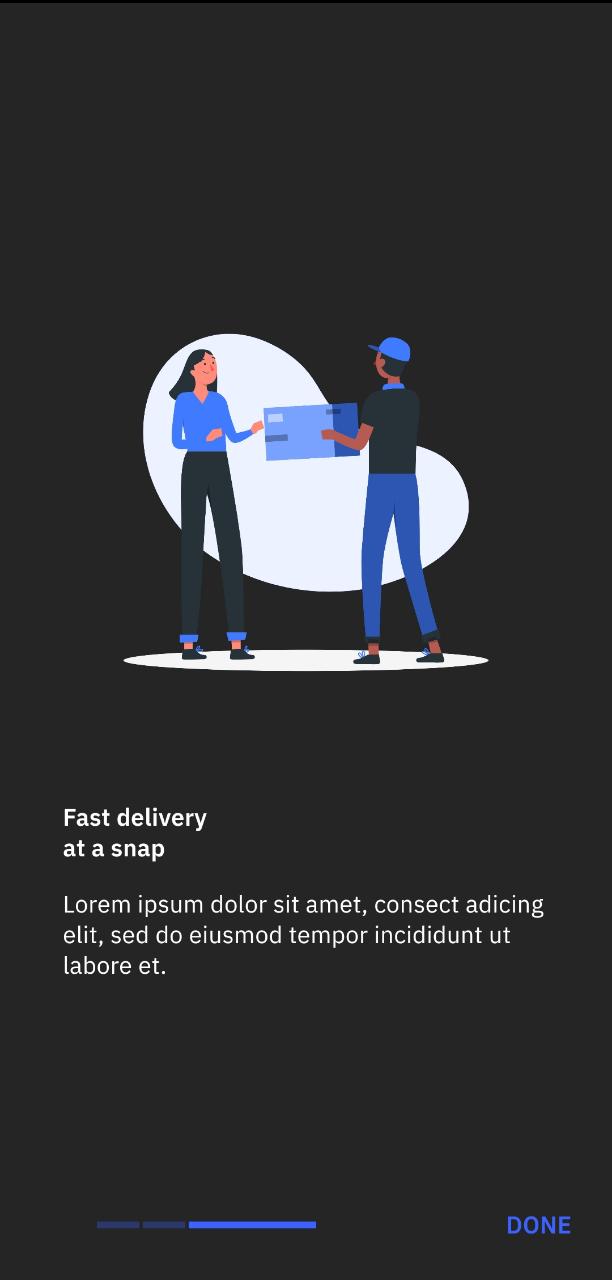 Fast delivery
at a snap
Lorem ipsum dolor sit amet, consect adicing
elit, sed do eiusmod tempor incididunt ut
labore et.
DONE